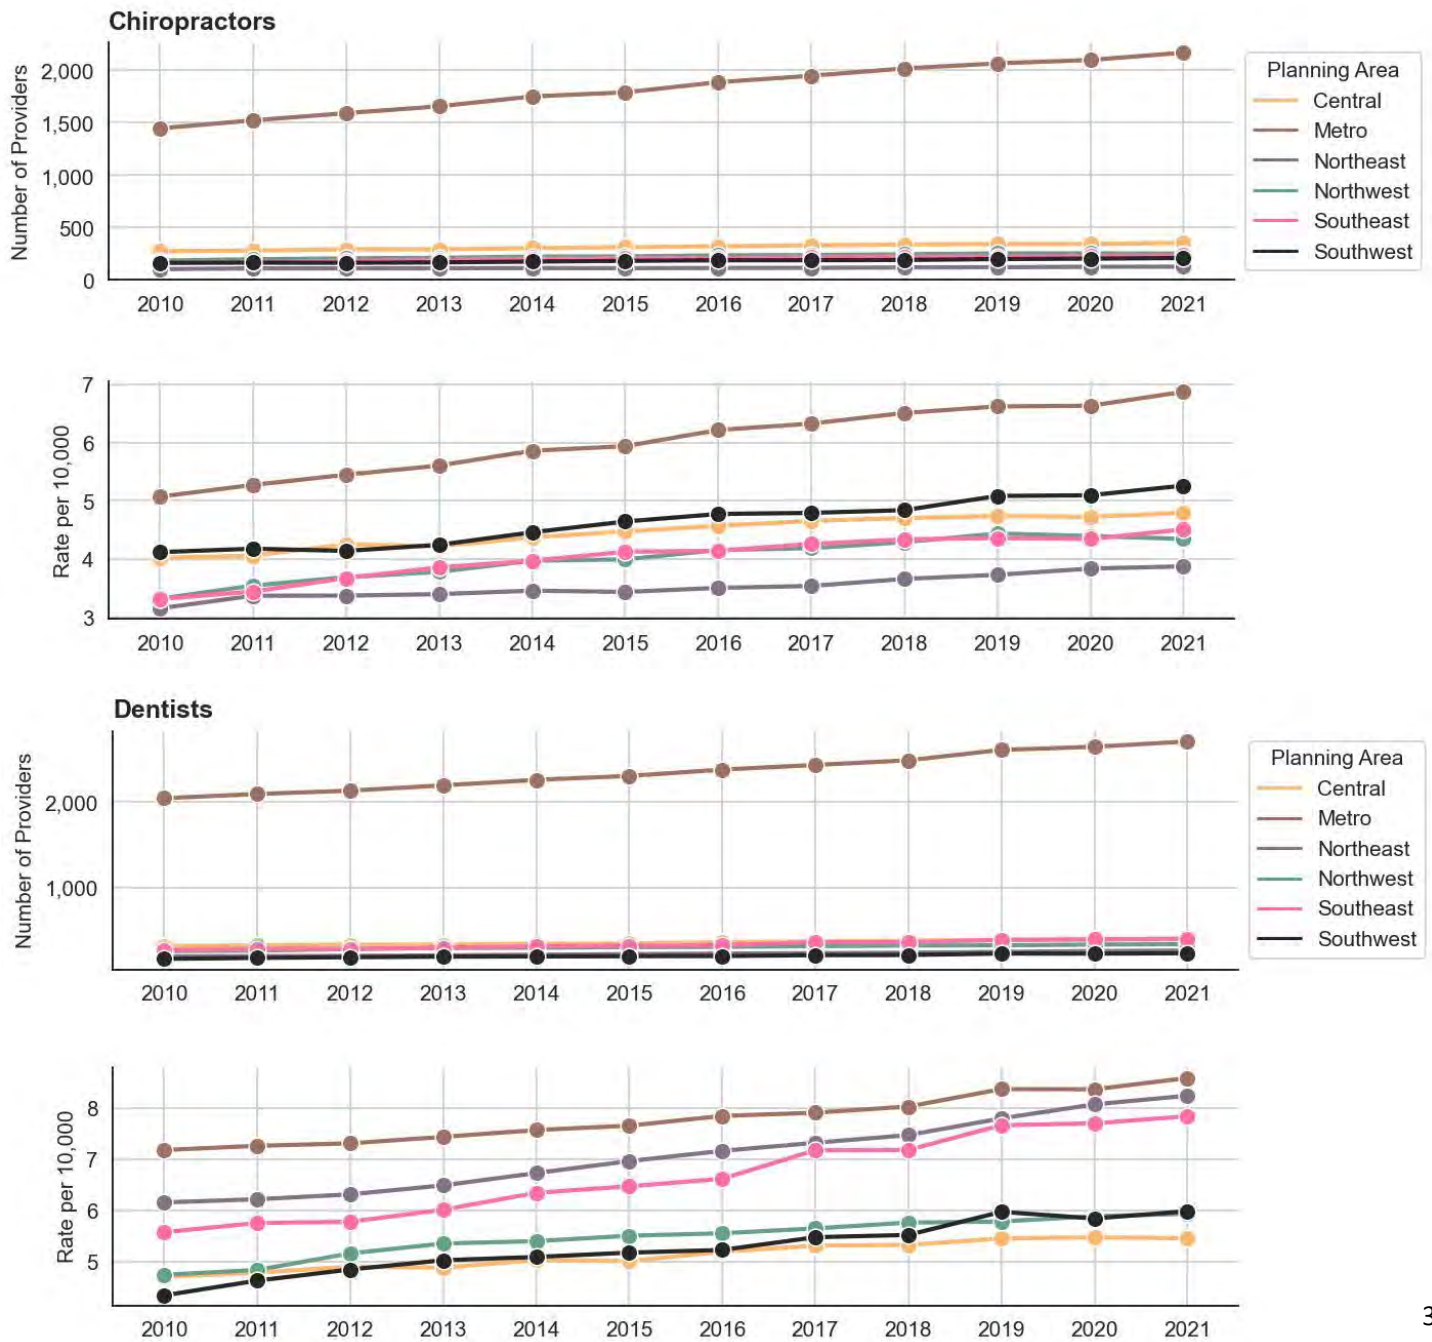 Chiropractors
Number of Providers
2,000
1,500
1,000
500
0
2010 2011 2012 2013 2014 2015 2016 2017 2018 2019 2020 2021
Planning Area
Central
Metro
Northeast
Northwest
Southeast
Southwest
Rate per 10,000
7
6
5
4
3
2010 2011 2012 2013 2014 2015 2016 2017 2018 2019 2020 2021
Dentists
Number of Providers
2,000
1,000
2010 2011 2012 2013 2014 2015 2016 2017 2018 2019 2020 2021
Planning Area
Central
Metro
Northeast
Northwest
Southeast
Southwest
Rate per 10,000
8
7
6
5
2010 2011 2012 2013 2014 2015 2016 2017 2018 2019 2020 2021